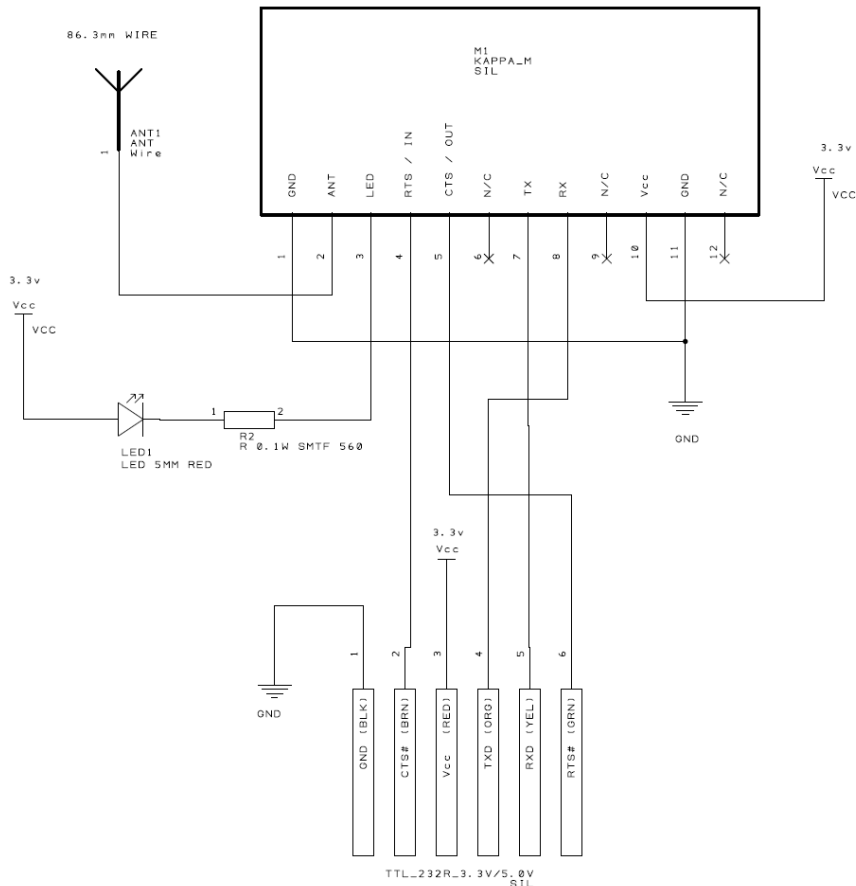 86.3mm WIRE
M1
KAPPA_M
SIL
ANT1
ANT
Wire
1
GND
ANT
LED
RTS / IN
CTS / OUT
N/C
TX
RX
N/C
Vcc
GND
N/C
3.3v
Vcc
VCC
1
2
3
4
5
6
7
8
9
10
11
12
3.3v
Vcc
VCC
1
2
R2
R 0.1W SMTF 560
LED1
LED 5MM RED
GND
3.3v
Vcc
1
2
3
4
5
6
GND
GND (BLK)
CTS# (BRN)
Vcc (RED)
TXD (ORG)
RXD (YEL)
RTS# (GRN)
TTL_232R_3.3V/5.0V
SIL